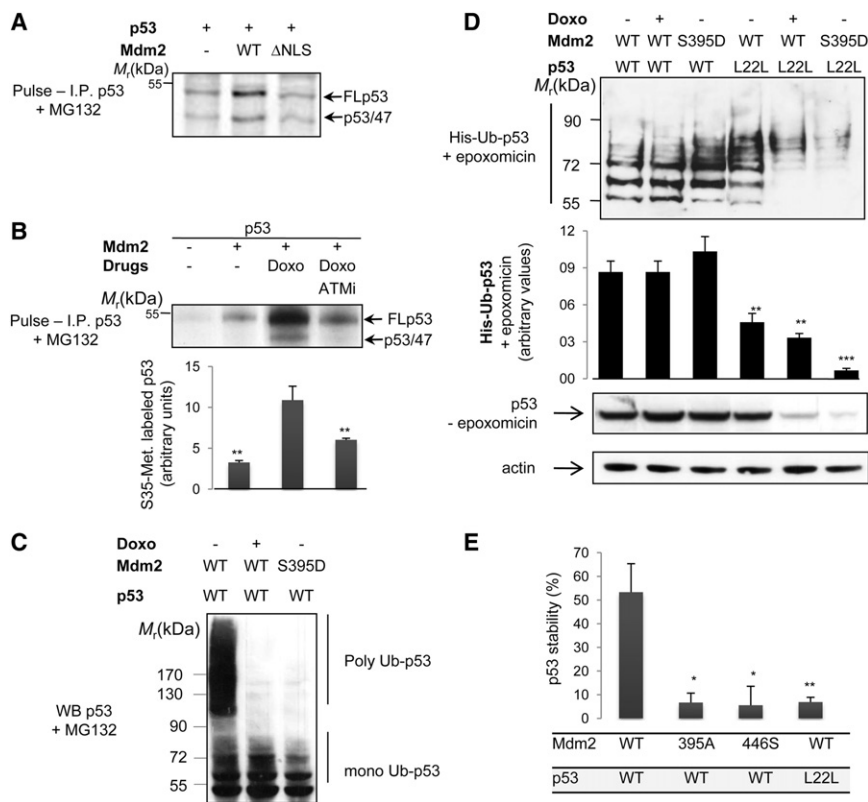 A
p53 + + +
Mdm2 - WT ΔNLS
Mr(kDa)
55
Pulse – I.P. p53
+ MG132
FLp53
p53/47
B
p53
Mdm2 - + + +
Drugs - - Doxo Doxo
ATMi
Mr(kDa)
55
Pulse – I.P. p53
+ MG132
FLp53
p53/47
S35-Met. labeled p53
(arbitrary units)
15
10
5
0
**
**
C
Doxo - + -
Mdm2 WT WT S395D
p53 WT WT WT
Mr(kDa)
170
130
90
72
55
WB p53
+ MG132
Poly Ub-p53
mono Ub-p53
D
Doxo - + - - + -
Mdm2 WT WT S395D WT WT S395D
p53 WT WT WT L22L L22L L22L
Mr(kDa)
90
72
55
His-Ub-p53
+ epoxomicin
His-Ub-p53
+ epoxomicin
(arbitrary values)
12
09
06
03
00
**
**
***
p53
- epoxomicin
actin
E
p53 stability (%)
70
60
50
40
30
20
10
0
*
*
**
Mdm2 WT 395A 446S WT
p53 WT WT WT L22L